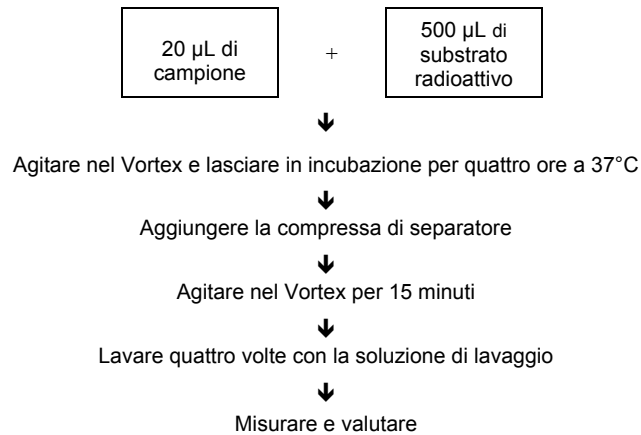 20 µL di
campione
+
500 µL di
substrato
radioattivo
Agitare nel Vortex e lasciare in incubazione per quattro ore a 37°C
Aggiungere la compressa di separatore
Agitare nel Vortex per 15 minuti
Lavare quattro volte con la soluzione di lavaggio
Misurare e valutare